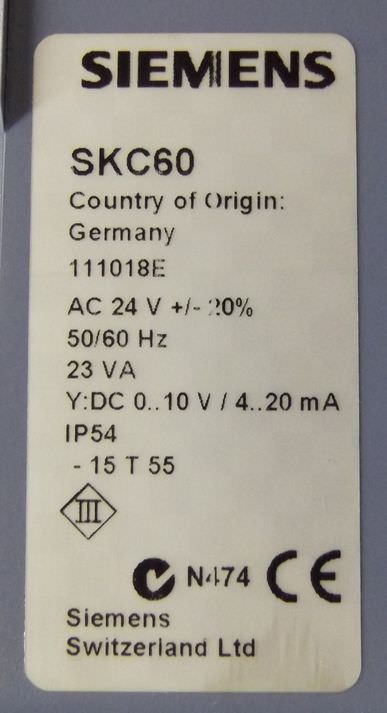 SIEMENS
SKC60
Country of Origin:
Germany
111018E
AC 24 V +/- 20%
50/60 Hz
23 VA
Y:DC 0..10 V / 4..20 mA
IP54
- 15 T 55
III
N474 CE
Siemens
Switzerland Ltd